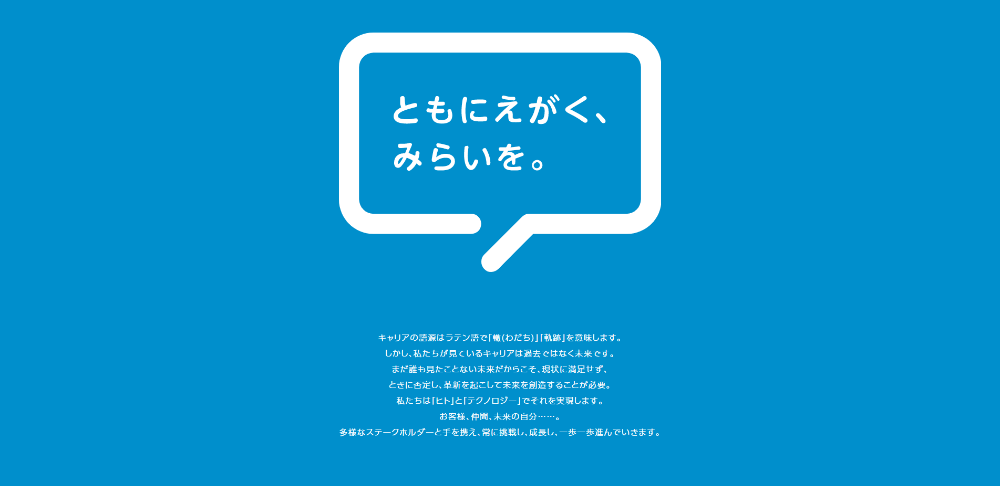 ともにえがく、
みらいを。
キャリアの語源はラテン語で「轍(わだち)」「軌跡」を意味します。
しかし、私たちが見ているキャリアは過去ではなく未来です。
まだ誰も見たことない未来だからこそ、現状に満足せず、
ときに否定し、革新を起こして未来を創造することが必要。
私たちは「ヒト」と「テクノロジー」でそれを実現します。
お客様、仲間、未来の自分……。
多様なステークホルダーと手を携え、常に挑戦し、成長し、一歩一歩進んでいきます。